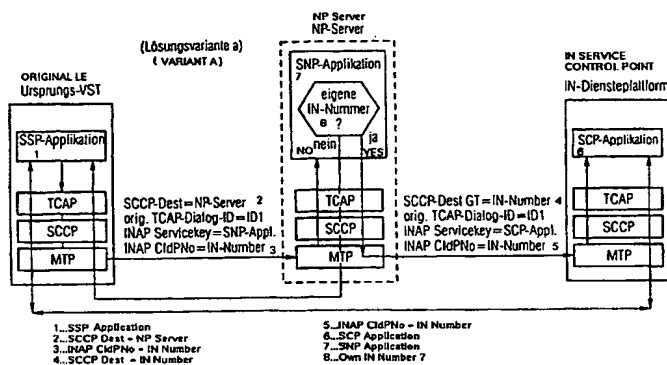 NP Server
NP-Server
(Lösungsvariante a)
(VARIANT A)
ORIGINAL LE
Ursprungs-VST
SNP-Applikation
7
eigene
IN-Nummer
8 ?
NO nein
ja
YES
IN SERVICE
CONTROL POINT
IN-Diensteplattform
SSP-Applikation
1
SCP-Applikation
6
TCAP
SCCP
MTP
TCAP
SCCP
MTP
TCAP
SCCP
MTP
SCCP-Dest=NP-Server 2
orig. TCAP-Dialog-ID=ID1
INAP Servicekey=SNP-Appl.
INAP CldPNo=IN-Number 3
SCCP-Dest GT=IN-Number 4
orig. TCAP-Dialog-ID=ID1
INAP Servicekey=SCP-Appl.
INAP CldPNo=IN-Number 5
1...SSP Application
2...SCCP Dest - NP Server
3...INAP CldPNo - IN Number
4...SCCP Dest - IN Number
5...INAP CldPNo - IN Number
6...SCP Application
7...SNP Application
8...Own IN Number ?